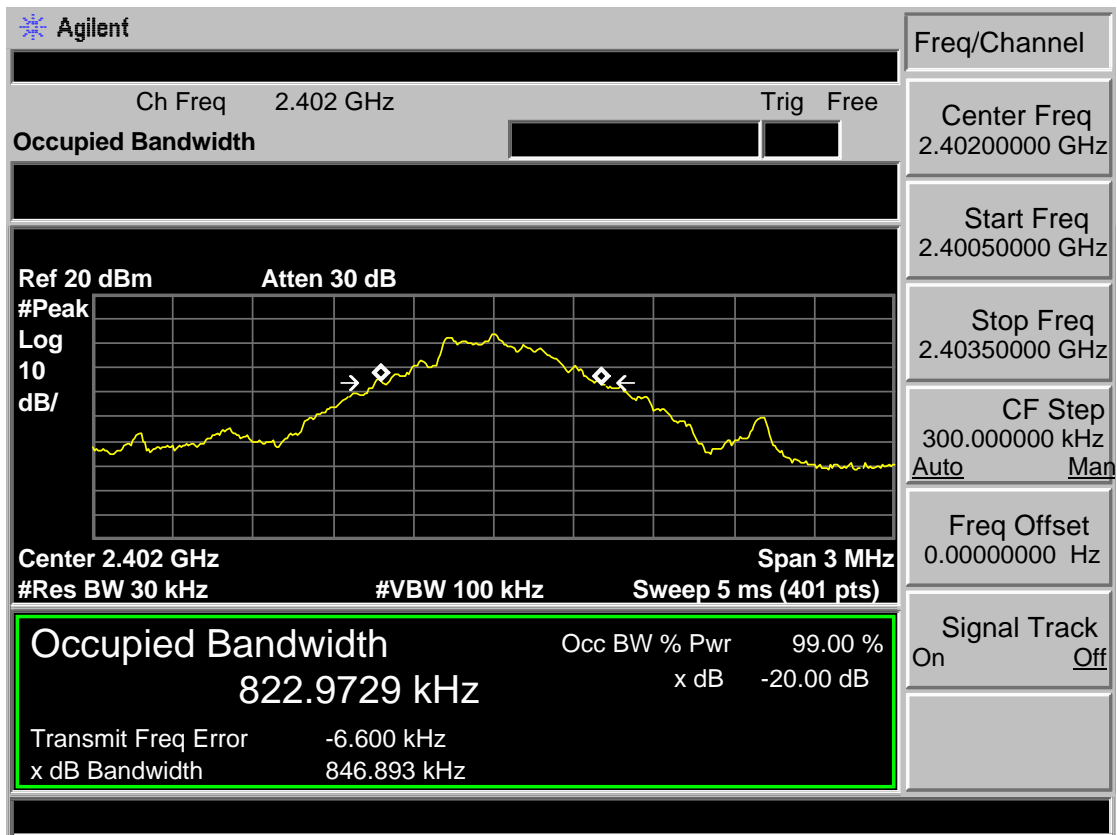 Agilent
Freq/Channel
Ch Freq 2.402 GHz Trig Free
Occupied Bandwidth
Center Freq
2.40200000 GHz
Start Freq
2.40050000 GHz
Stop Freq
2.40350000 GHz
CF Step
300.000000 kHz
Auto Man
Freq Offset
0.00000000 Hz
Signal Track
On Off
Ref 20 dBm Atten 30 dB
#Peak
Log
10
dB/
Center 2.402 GHz Span 3 MHz
#Res BW 30 kHz #VBW 100 kHz Sweep 5 ms (401 pts)
Occupied Bandwidth Occ BW % Pwr 99.00 %
822.9729 kHz x dB -20.00 dB
Transmit Freq Error -6.600 kHz
x dB Bandwidth 846.893 kHz